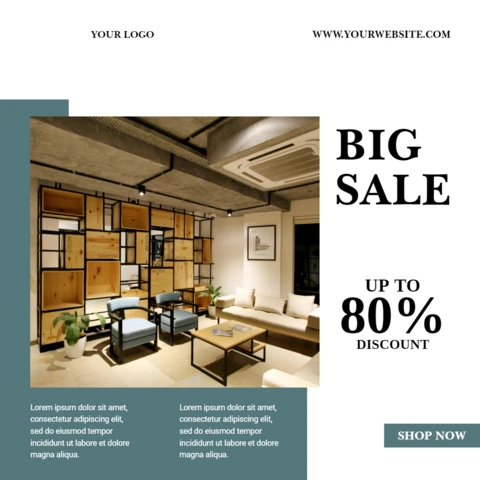 YOUR LOGO
WWW.YOURWEBSITE.COM
BIG
SALE
UP TO
80%
DISCOUNT
Lorem ipsum dolor sit amet,
consectetur adipiscing elit,
sed do eiusmod tempor
incididunt ut labore et dolore
magna aliqua.
Lorem ipsum dolor sit amet,
consectetur adipiscing elit,
sed do eiusmod tempor
incididunt ut labore et dolore
magna aliqua.
SHOP NOW